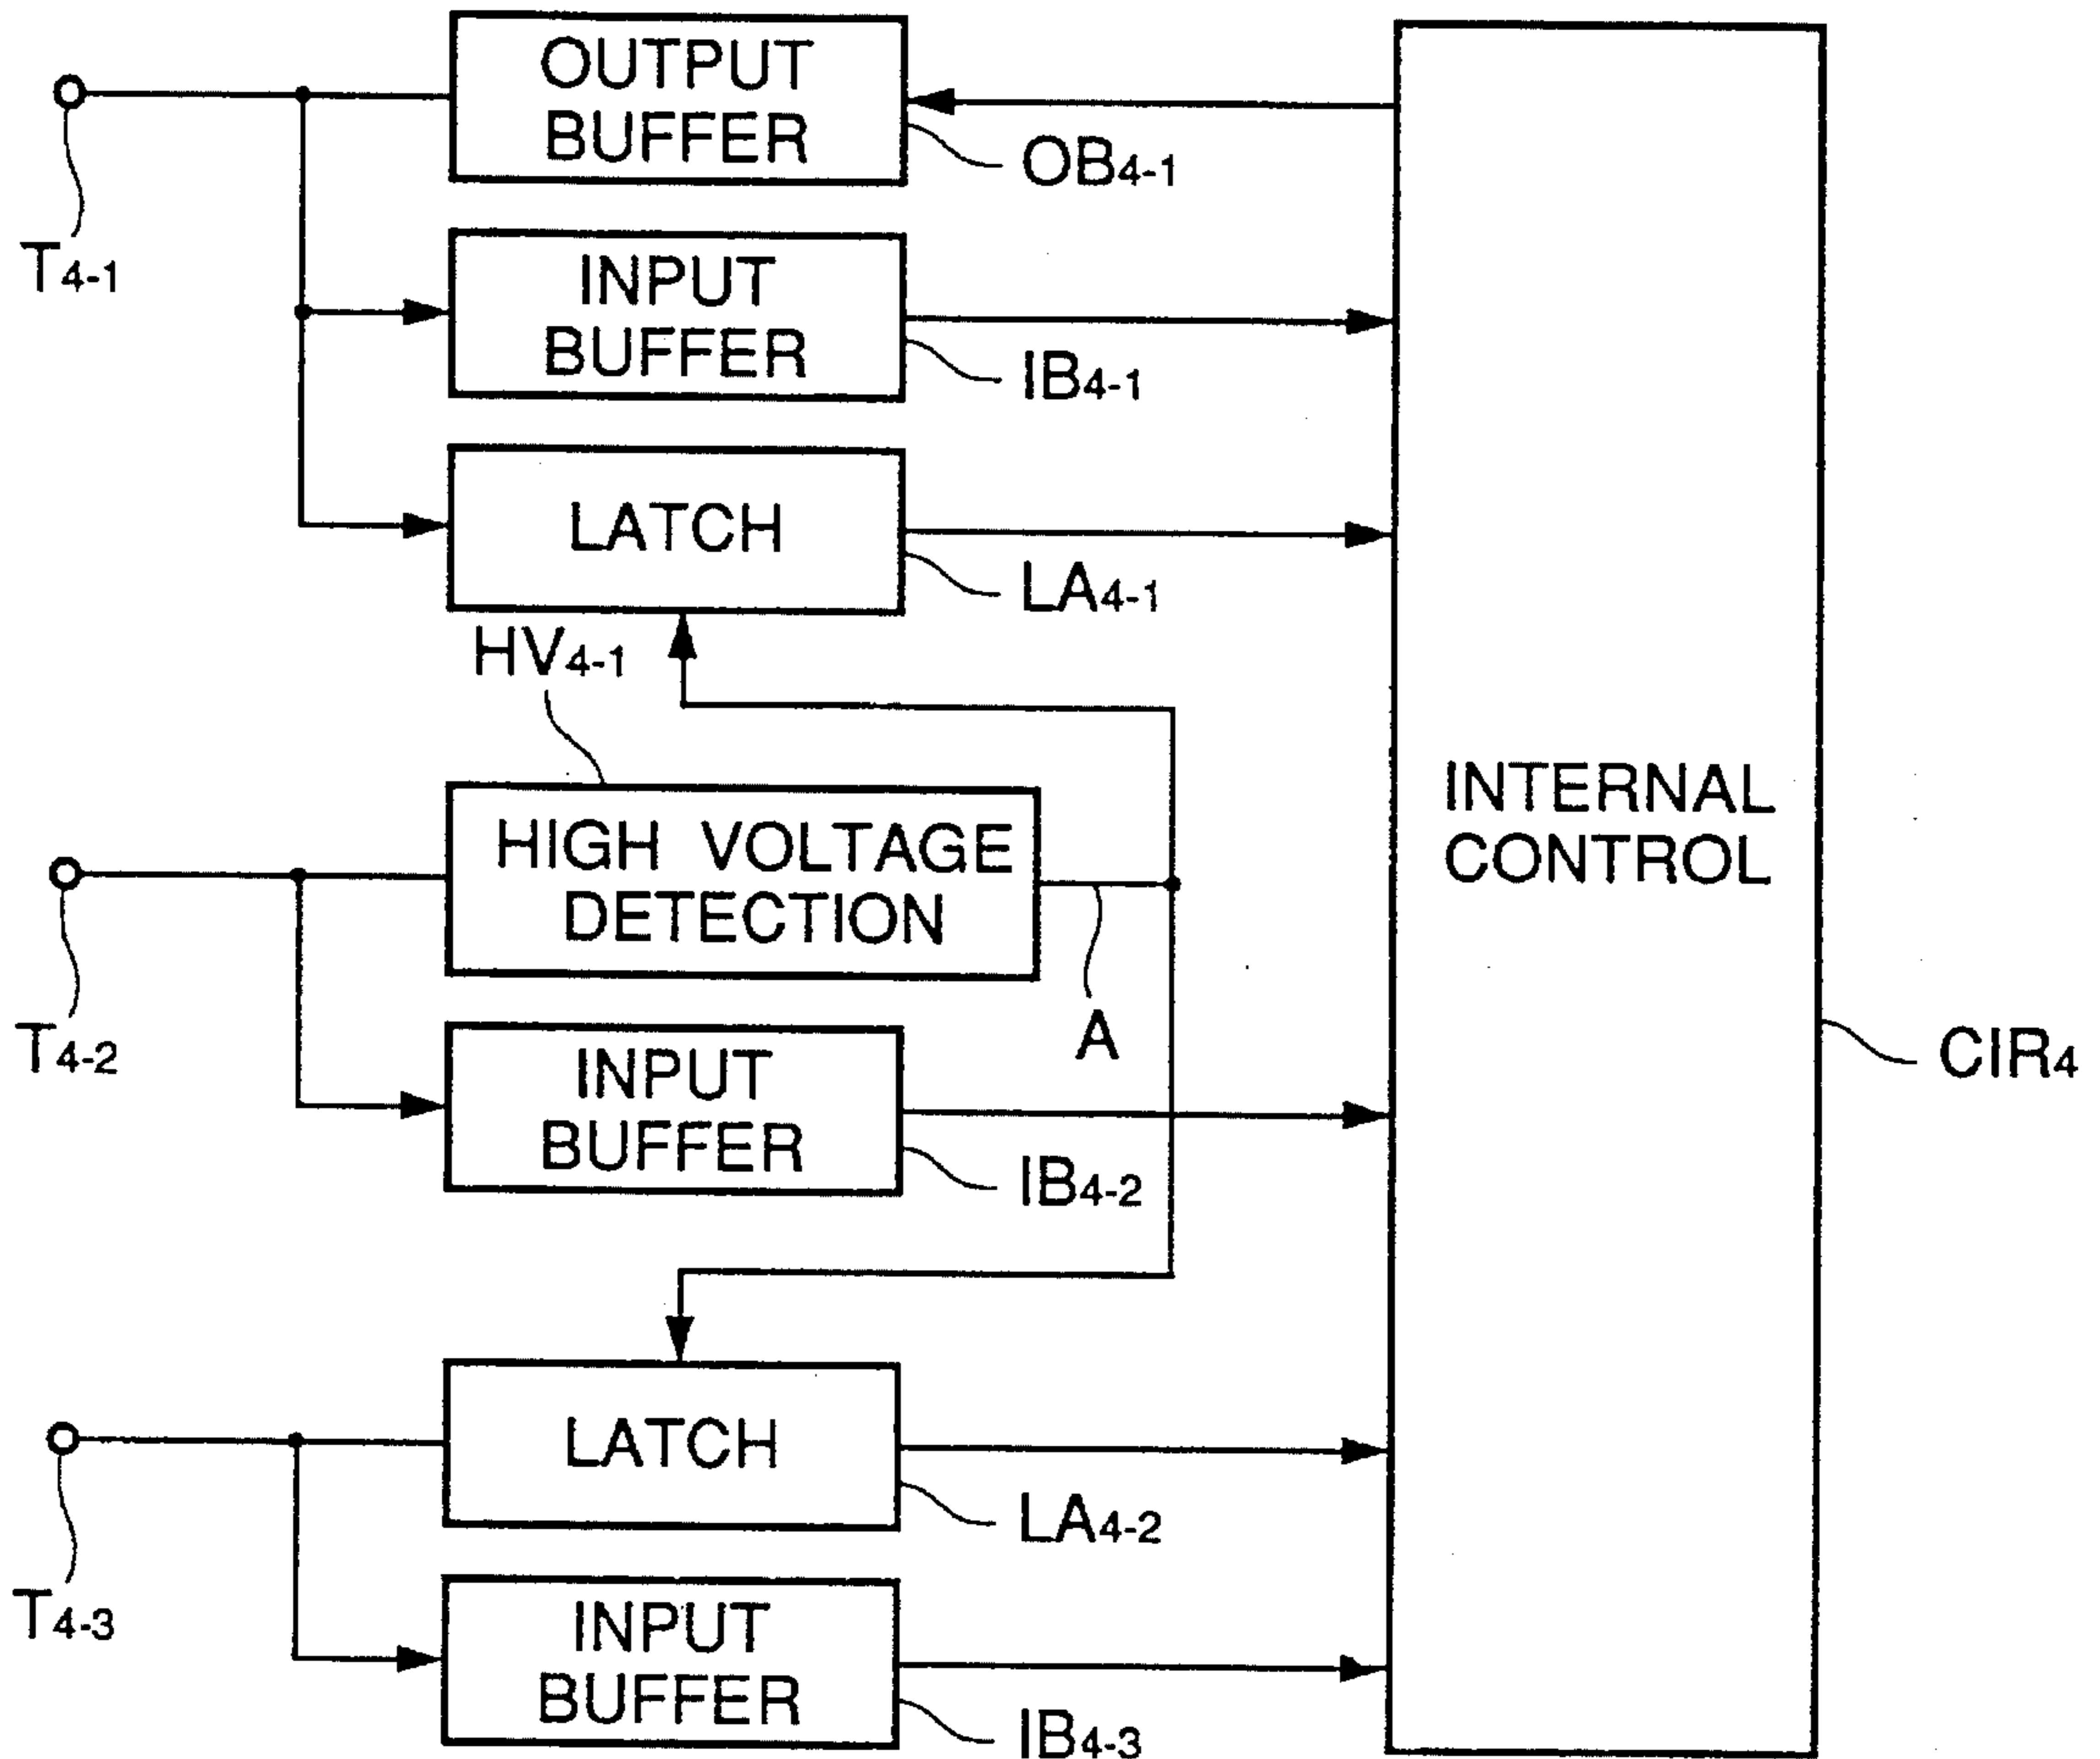 OUTPUT
BUFFER
OB4-1
T4-1
INPUT
BUFFER
IB4-1
LATCH
LA4-1
HV4-1
HIGH VOLTAGE
DETECTION
INTERNAL
CONTROL
A
T4-2
INPUT
BUFFER
IB4-2
CIR4
LATCH
LA4-2
T4-3
INPUT
BUFFER
IB4-3